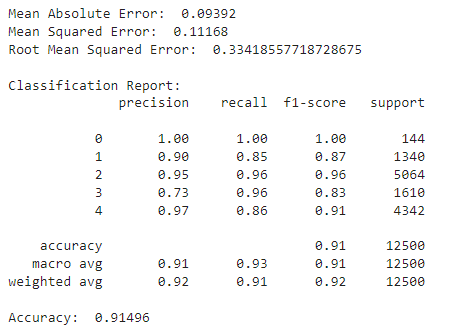 Mean Absolute Error:  0.09392
Mean Squared Error:  0.11168
Root Mean Squared Error:  0.33418557718728675
Classification Report:
precision    recall  f1-score   support
0       1.00      1.00      1.00       144
1       0.90      0.85      0.87      1340
2       0.95      0.96      0.96      5064
3       0.73      0.96      0.83      1610
4       0.97      0.86      0.91      4342
accuracy                           0.91     12500
macro avg       0.91      0.93      0.91     12500
weighted avg       0.92      0.91      0.92     12500
Accuracy:  0.91496